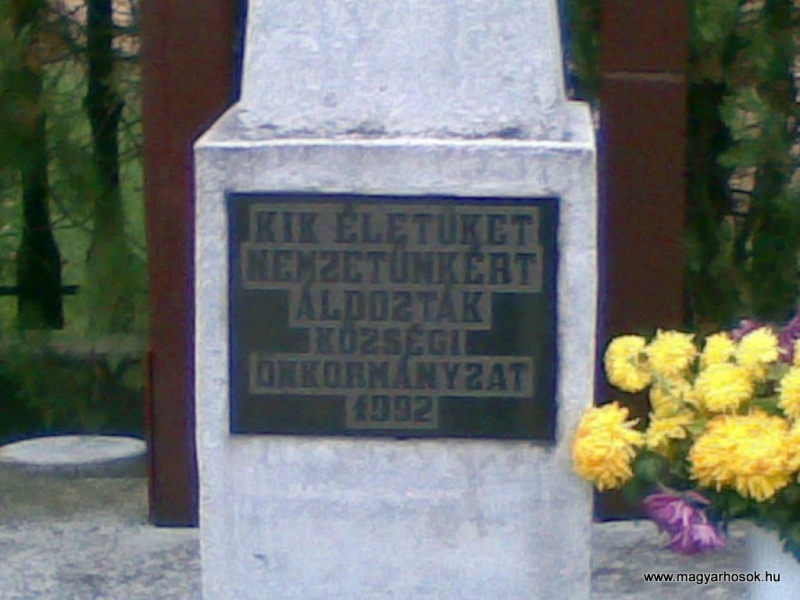 KIK ÉLETÜKET
NEMZETÜNKÉRT
ÁLDOZTÁK
KÖZSÉGI
ÖNKORMÁNYZAT
1992
www.magyarhosok.hu